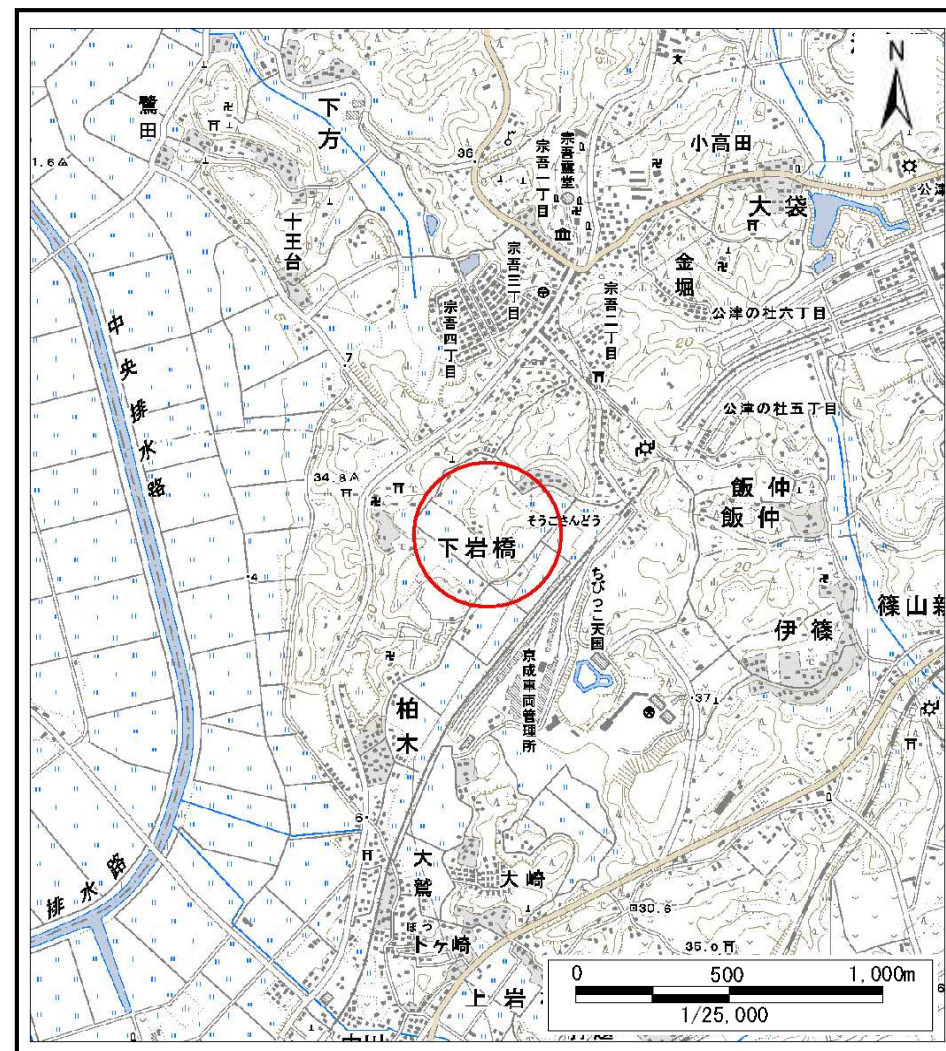 N
鷺田
下方
1.6
36
宗吾一丁目
宗吾霊堂
小高田
大袋
公津
十王台
宗吾三丁目
金堀
宗吾四丁目
宗吾二丁目
公津の杜六丁目
20
20
中央排水路
7
公津の杜五丁目
34.8
飯仲
飯仲
そうごさんどう
下岩橋
4
ちびっこ天国
篠山新
伊篠
京成車両管理所
37
柏木
6
大鷲
大崎
排水路
30.6
ぼっ
卜ヶ崎
35.0
上岩
0 500 1,000m
1/25,000